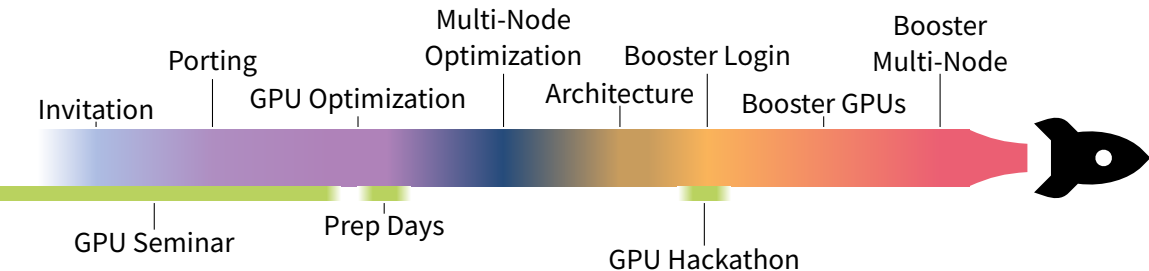 Invitation
Porting
GPU Optimization
Multi-Node
Optimization
Architecture
Booster Login
Booster GPUs
Booster
Multi-Node
GPU Seminar
Prep Days
GPU Hackathon